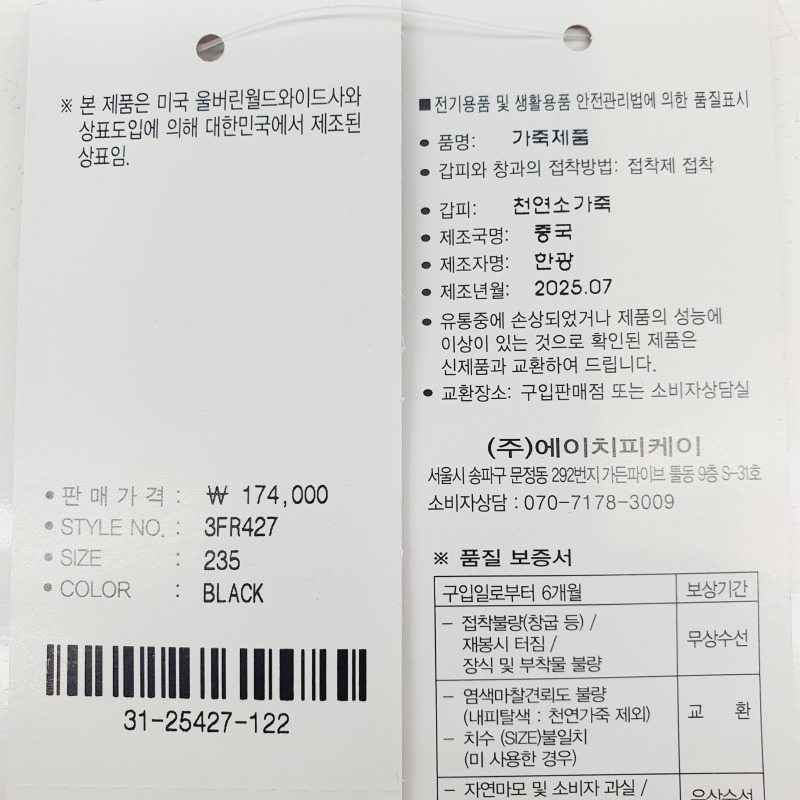 ※ 본 제품은 미국 울버린월드와이드사와
상표도입에 의해 대한민국에서 제조된
상표임.
• 판매가격 : ₩ 174,000
• STYLE NO. : 3FR427
• SIZE : 235
• COLOR : BLACK
31-25427-122
■ 전기용품 및 생활용품 안전관리법에 의한 품질표시
• 품명: 가죽제품
• 갑피와 창과의 접착방법: 접착제 접착
• 갑피: 천연소가죽
• 제조국명: 중국
• 제조자명: 한광
• 제조년월: 2025.07
• 유통중에 손상되었거나 제품의 성능에
이상이 있는 것으로 확인된 제품은
신제품과 교환하여 드립니다.
• 교환장소: 구입판매점 또는 소비자상담실
(주)에이치피케이
서울시 송파구 문정동 292번지 가든파이브 툴동 9층 S-31호
소비자상담 : 070-7178-3009
※ 품질 보증서
구입일로부터 6개월 보상기간
- 접착불량(창굽 등) /
재봉시 터짐 /
장식 및 부착물 불량
무상수선
- 염색마찰견뢰도 불량
(내피탈색 : 천연가죽 제외)
- 치수 (SIZE)불일치
(미 사용한 경우)
교 환
- 자연마모 및 소비자 과실 /
유상수선